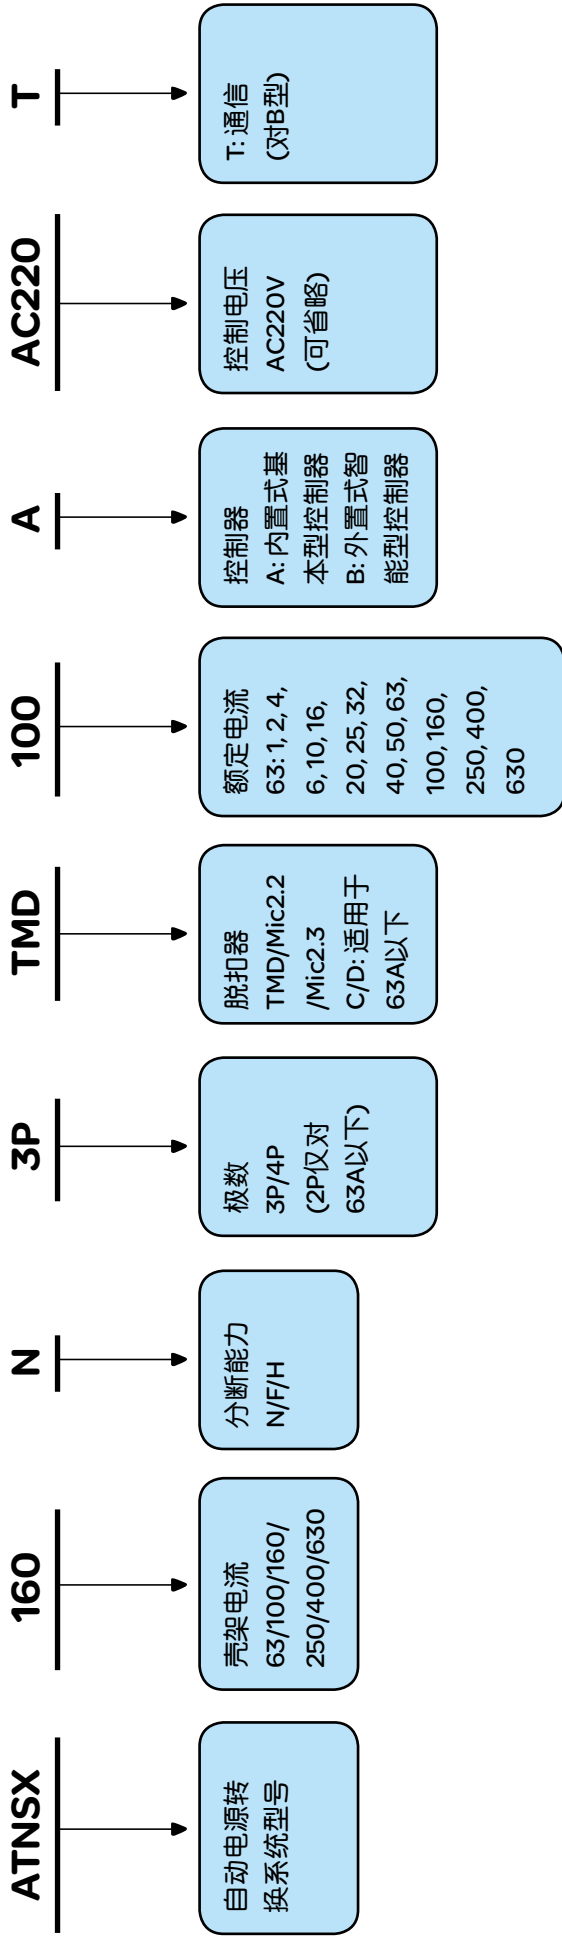 ATNSX
160
N
3P
TMD
100
A
AC220
T
自动电源转
换系统型号
壳架电流
63/100/160/
250/400/630
分断能力
N/F/H
极数
3P/4P
(2P仅对
63A以下)
脱扣器
TMD/Mic2.2
/Mic2.3
C/D: 适用于
63A以下
额定电流
63: 1, 2, 4,
6, 10, 16,
20, 25, 32,
40, 50, 63,
100, 160,
250, 400,
630
控制器
A: 内置式基
本型控制器
B: 外置式智
能型控制器
控制电压
AC220V
(可省略)
T: 通信
(对B型)